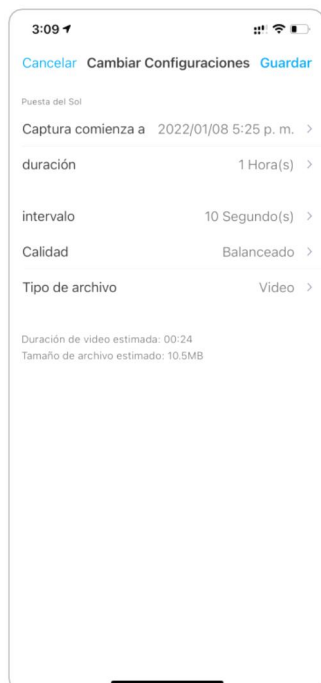 3:09
Cancelar Cambiar Configuraciones Guardar
Puesta del Sol
Captura comienza a 2022/01/08 5:25 p. m.
duración 1 Hora(s)
intervalo 10 Segundo(s)
Calidad Balanceado
Tipo de archivo Video
Duración de video estimada: 00:24
Tamaño de archivo estimado: 10.5MB